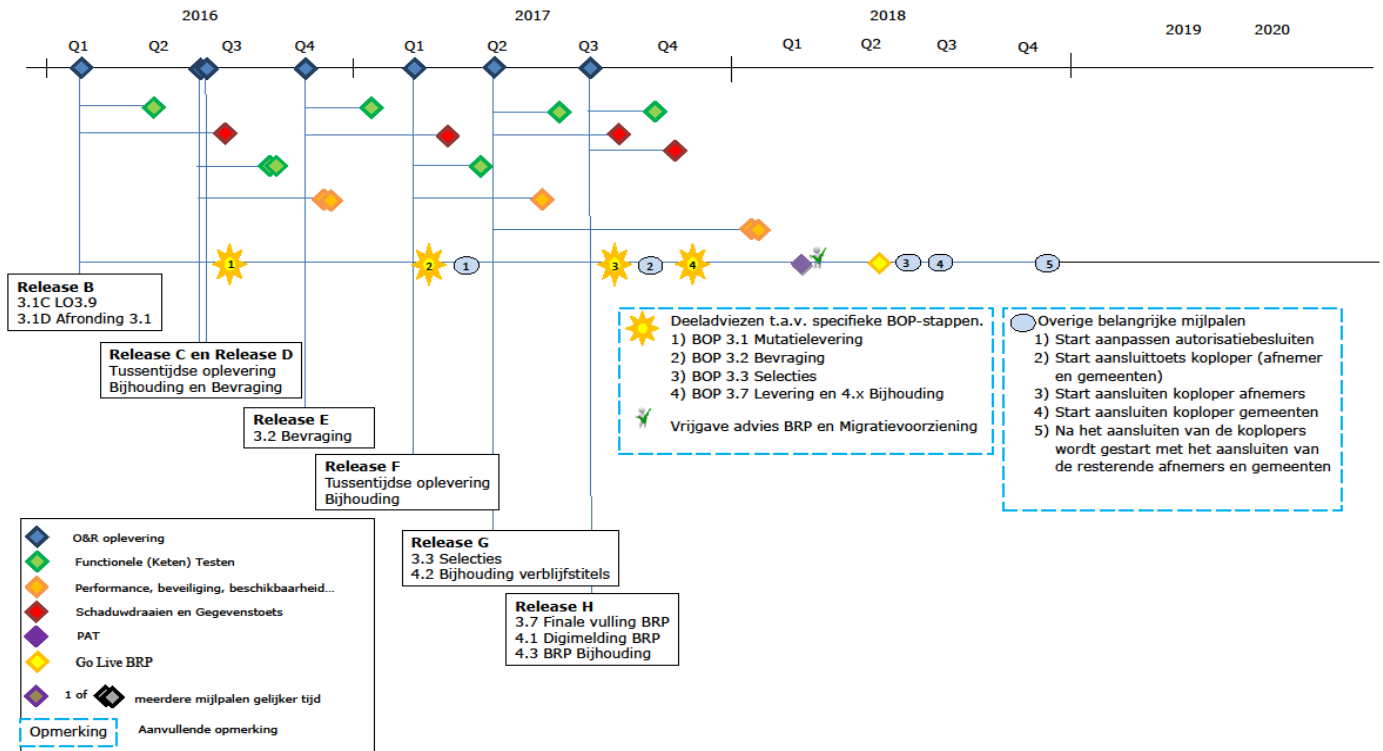 2016
2017
2018
2019
2020
Q1
Q2
Q3
Q4
Q1
Q2
Q3
Q4
Q1
Q2
Q3
Q4
1
2
1
3
2
4
3
4
5
Release B
3.1C LO3.9
3.1D Afronding 3.1
Release C en Release D
Tussentijdse oplevering
Bijhouding en Bevraging
Release E
3.2 Bevraging
Release F
Tussentijdse oplevering
Bijhouding
Release G
3.3 Selecties
4.2 Bijhouding verblijfstitels
Release H
3.7 Finale vulling BRP
4.1 Digimelding BRP
4.3 BRP Bijhouding
Deeladviezen t.a.v. specifieke BOP-stappen.
1) BOP 3.1 Mutatielevering
2) BOP 3.2 Bevraging
3) BOP 3.3 Selecties
4) BOP 3.7 Levering en 4.x Bijhouding
Vrijgave advies BRP en Migratievoorziening
Overige belangrijke mijlpalen
1) Start aanpassen autorisatiebesluiten
2) Start aansluittoets koploper (afnemer
en gemeenten)
3) Start aansluiten koploper afnemers
4) Start aansluiten koploper gemeenten
5) Na het aansluiten van de koplopers
wordt gestart met het aansluiten van
de resterende afnemers en gemeenten
O&R oplevering
Functionele (Keten) Testen
Performance, beveiliging, beschikbaarheid...
Schaduwdraaien en Gegevenstoets
PAT
Go Live BRP
1 of meerdere mijlpalen gelijker tijd
Opmerking Aanvullende opmerking